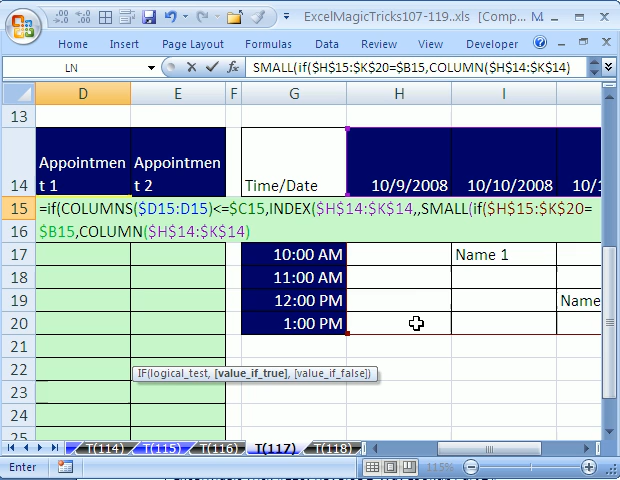 ExcelMagicTricks107-119..xls [Comp...
Home Insert Page Layout Formulas Data Review View Developer
LN SMALL(if($H$15:$K$20=$B15,COLUMN($H$14:$K$14)
D E F G H I
13
14 Appointmen Appointmen
t 1 t 2 Time/Date 10/9/2008 10/10/2008 10/1
15 =if(COLUMNS($D15:D15)<=$C15,INDEX($H$14:$K$14,,SMALL(if($H$15:$K$20=
16 $B15,COLUMN($H$14:$K$14)
17 10:00 AM Name 1
18 11:00 AM
19 12:00 PM Name
20 1:00 PM
21
22 IF(logical_test, [value_if_true], [value_if_false])
23
24
25
T(114) T(115) T(116) T(117) T(118)
Enter 115%